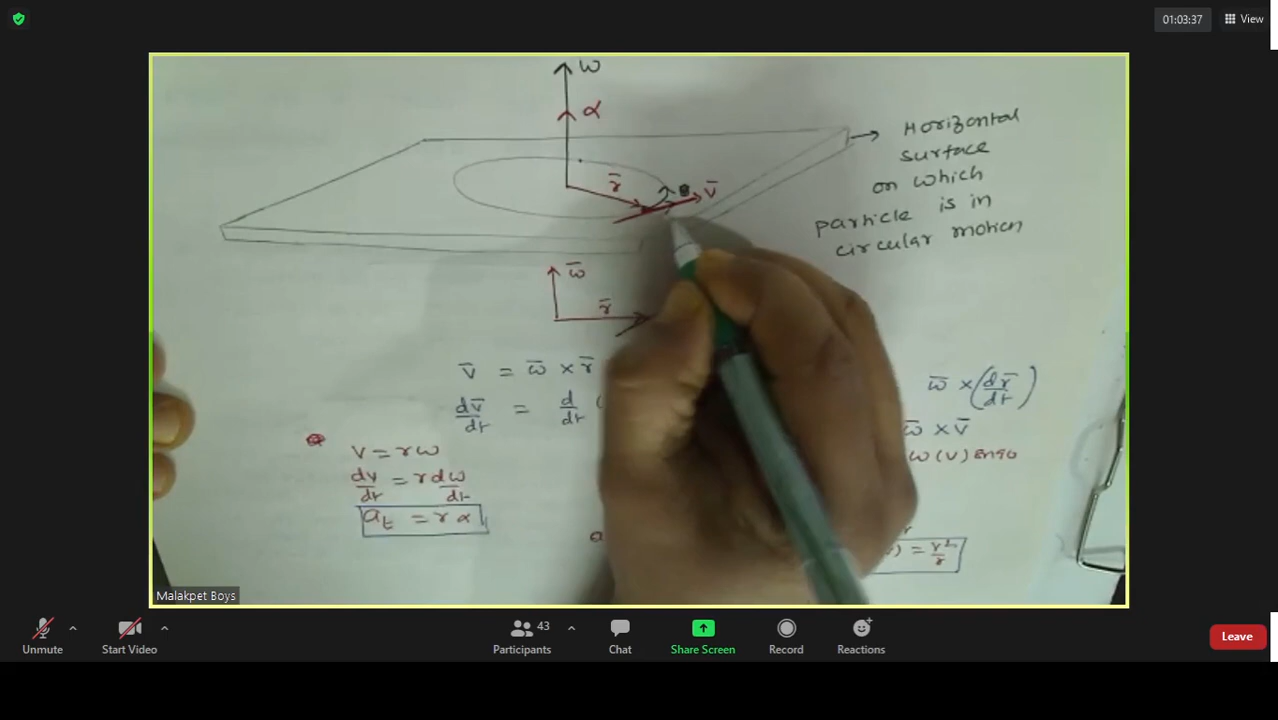 01:03:37
View
ω
α
r̅
v̅
Horizontal
surface
on which
particle is in
circular motion
ω̅
r̅
v̅ = ω̅ × r̅
dv̅/dt = d/dt (
ω̅ × (dr̅/dt)
ω̅ × v̅
ω (v) sin90
v = rω
dv/dt = r dω/dt
a_t = r α
) = v²/r
Malakpet Boys
Unmute
Start Video
Participants
43
Chat
Share Screen
Record
Reactions
Leave